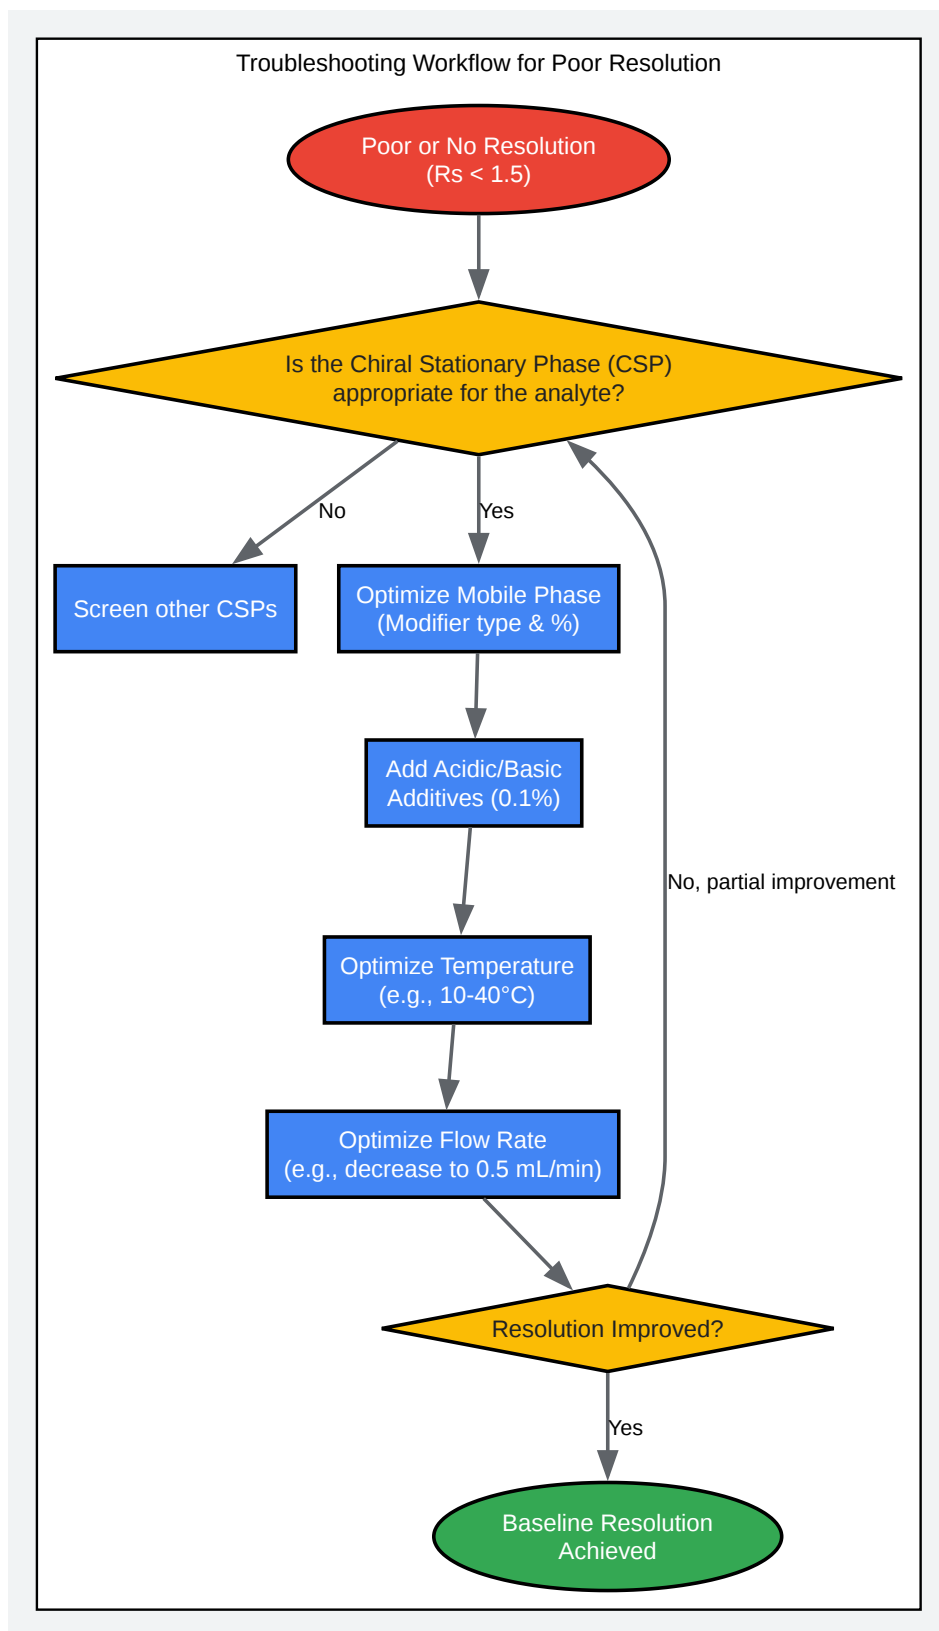 Troubleshooting Workflow for Poor Resolution
Poor or No Resolution
(Rs < 1.5)
Is the Chiral Stationary Phase (CSP)
appropriate for the analyte?
No
Yes
Screen other CSPs
Optimize Mobile Phase
(Modifier type & %)
Add Acidic/Basic
Additives (0.1%)
No, partial improvement
Optimize Temperature
(e.g., 10-40°C)
Optimize Flow Rate
(e.g., decrease to 0.5 mL/min)
Resolution Improved?
Yes
Baseline Resolution
Achieved